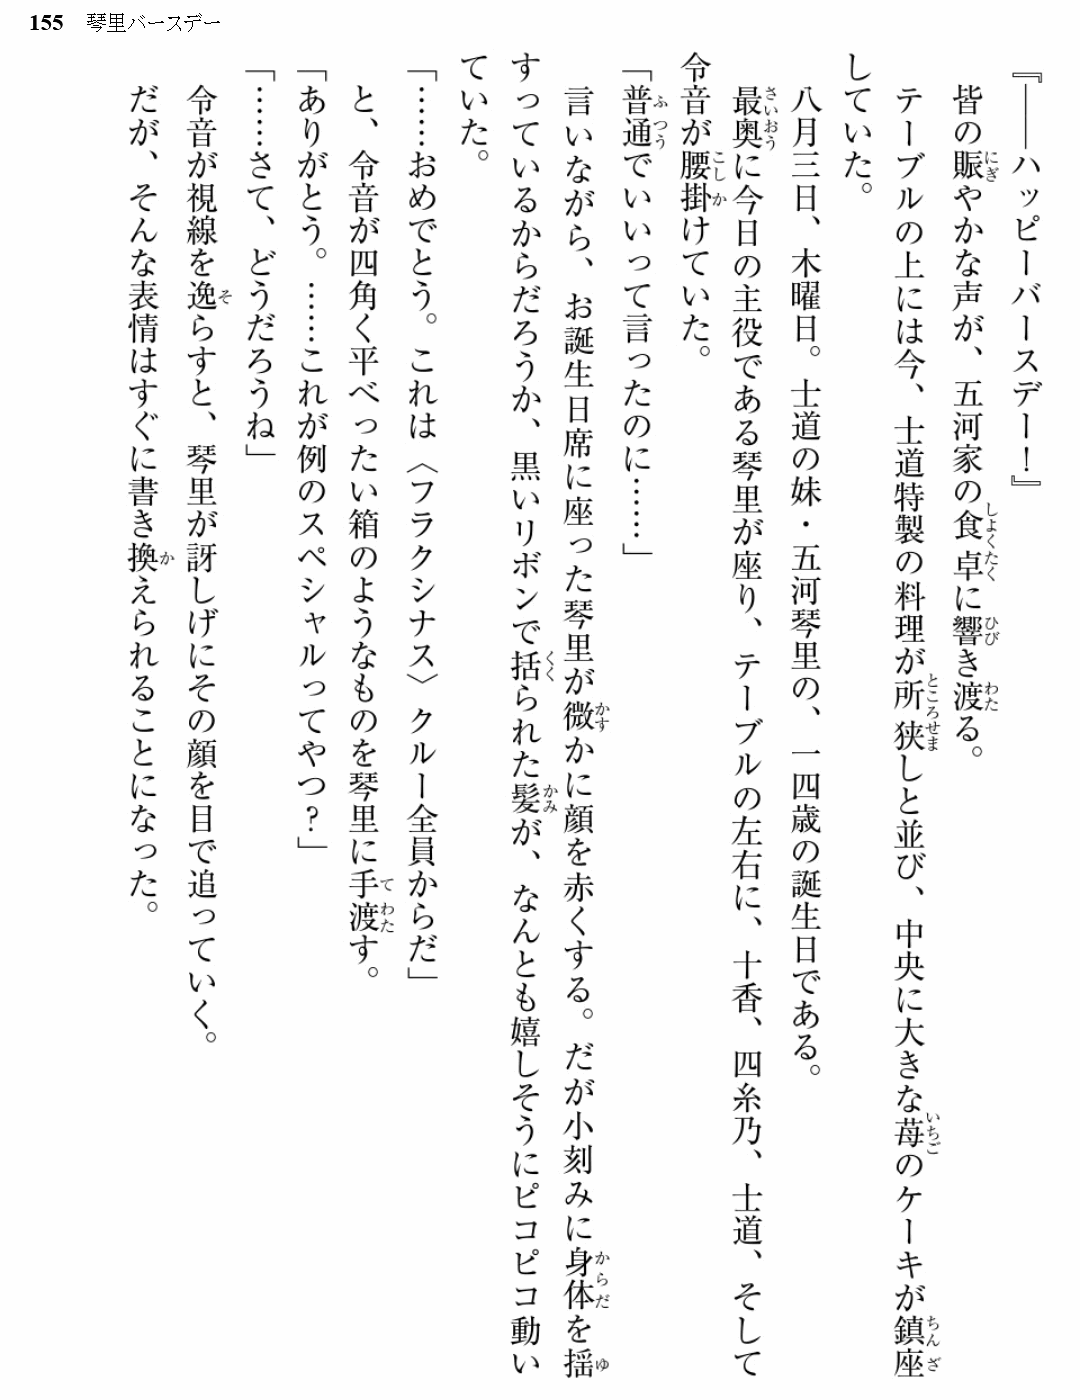 155 琴里バースデー
『――ハッピーバースデー！』
皆の賑やかな声が、五河家の食卓に響き渡る。
テーブルの上には今、士道特製の料理が所狭しと並び、中央に大きな苺のケーキが鎮座
していた。
八月三日、木曜日。士道の妹・五河琴里の、一四歳の誕生日である。
最奥に今日の主役である琴里が座り、テーブルの左右に、十香、四糸乃、士道、そして
令音が腰掛けていた。
「普通でいいって言ったのに……」
言いながら、お誕生日席に座った琴里が微かに顔を赤くする。だが小刻みに身体を揺
すっているからだろうか、黒いリボンで括られた髪が、なんとも嬉しそうにピコピコ動い
ていた。
「……おめでとう。これは〈フラクシナス〉クルー全員からだ」
と、令音が四角く平べったい箱のようなものを琴里に手渡す。
「ありがとう。……これが例のスペシャルってやつ？」
「……さて、どうだろうね」
令音が視線を逸らすと、琴里が訝しげにその顔を目で追っていく。
だが、そんな表情はすぐに書き換えられることになった。